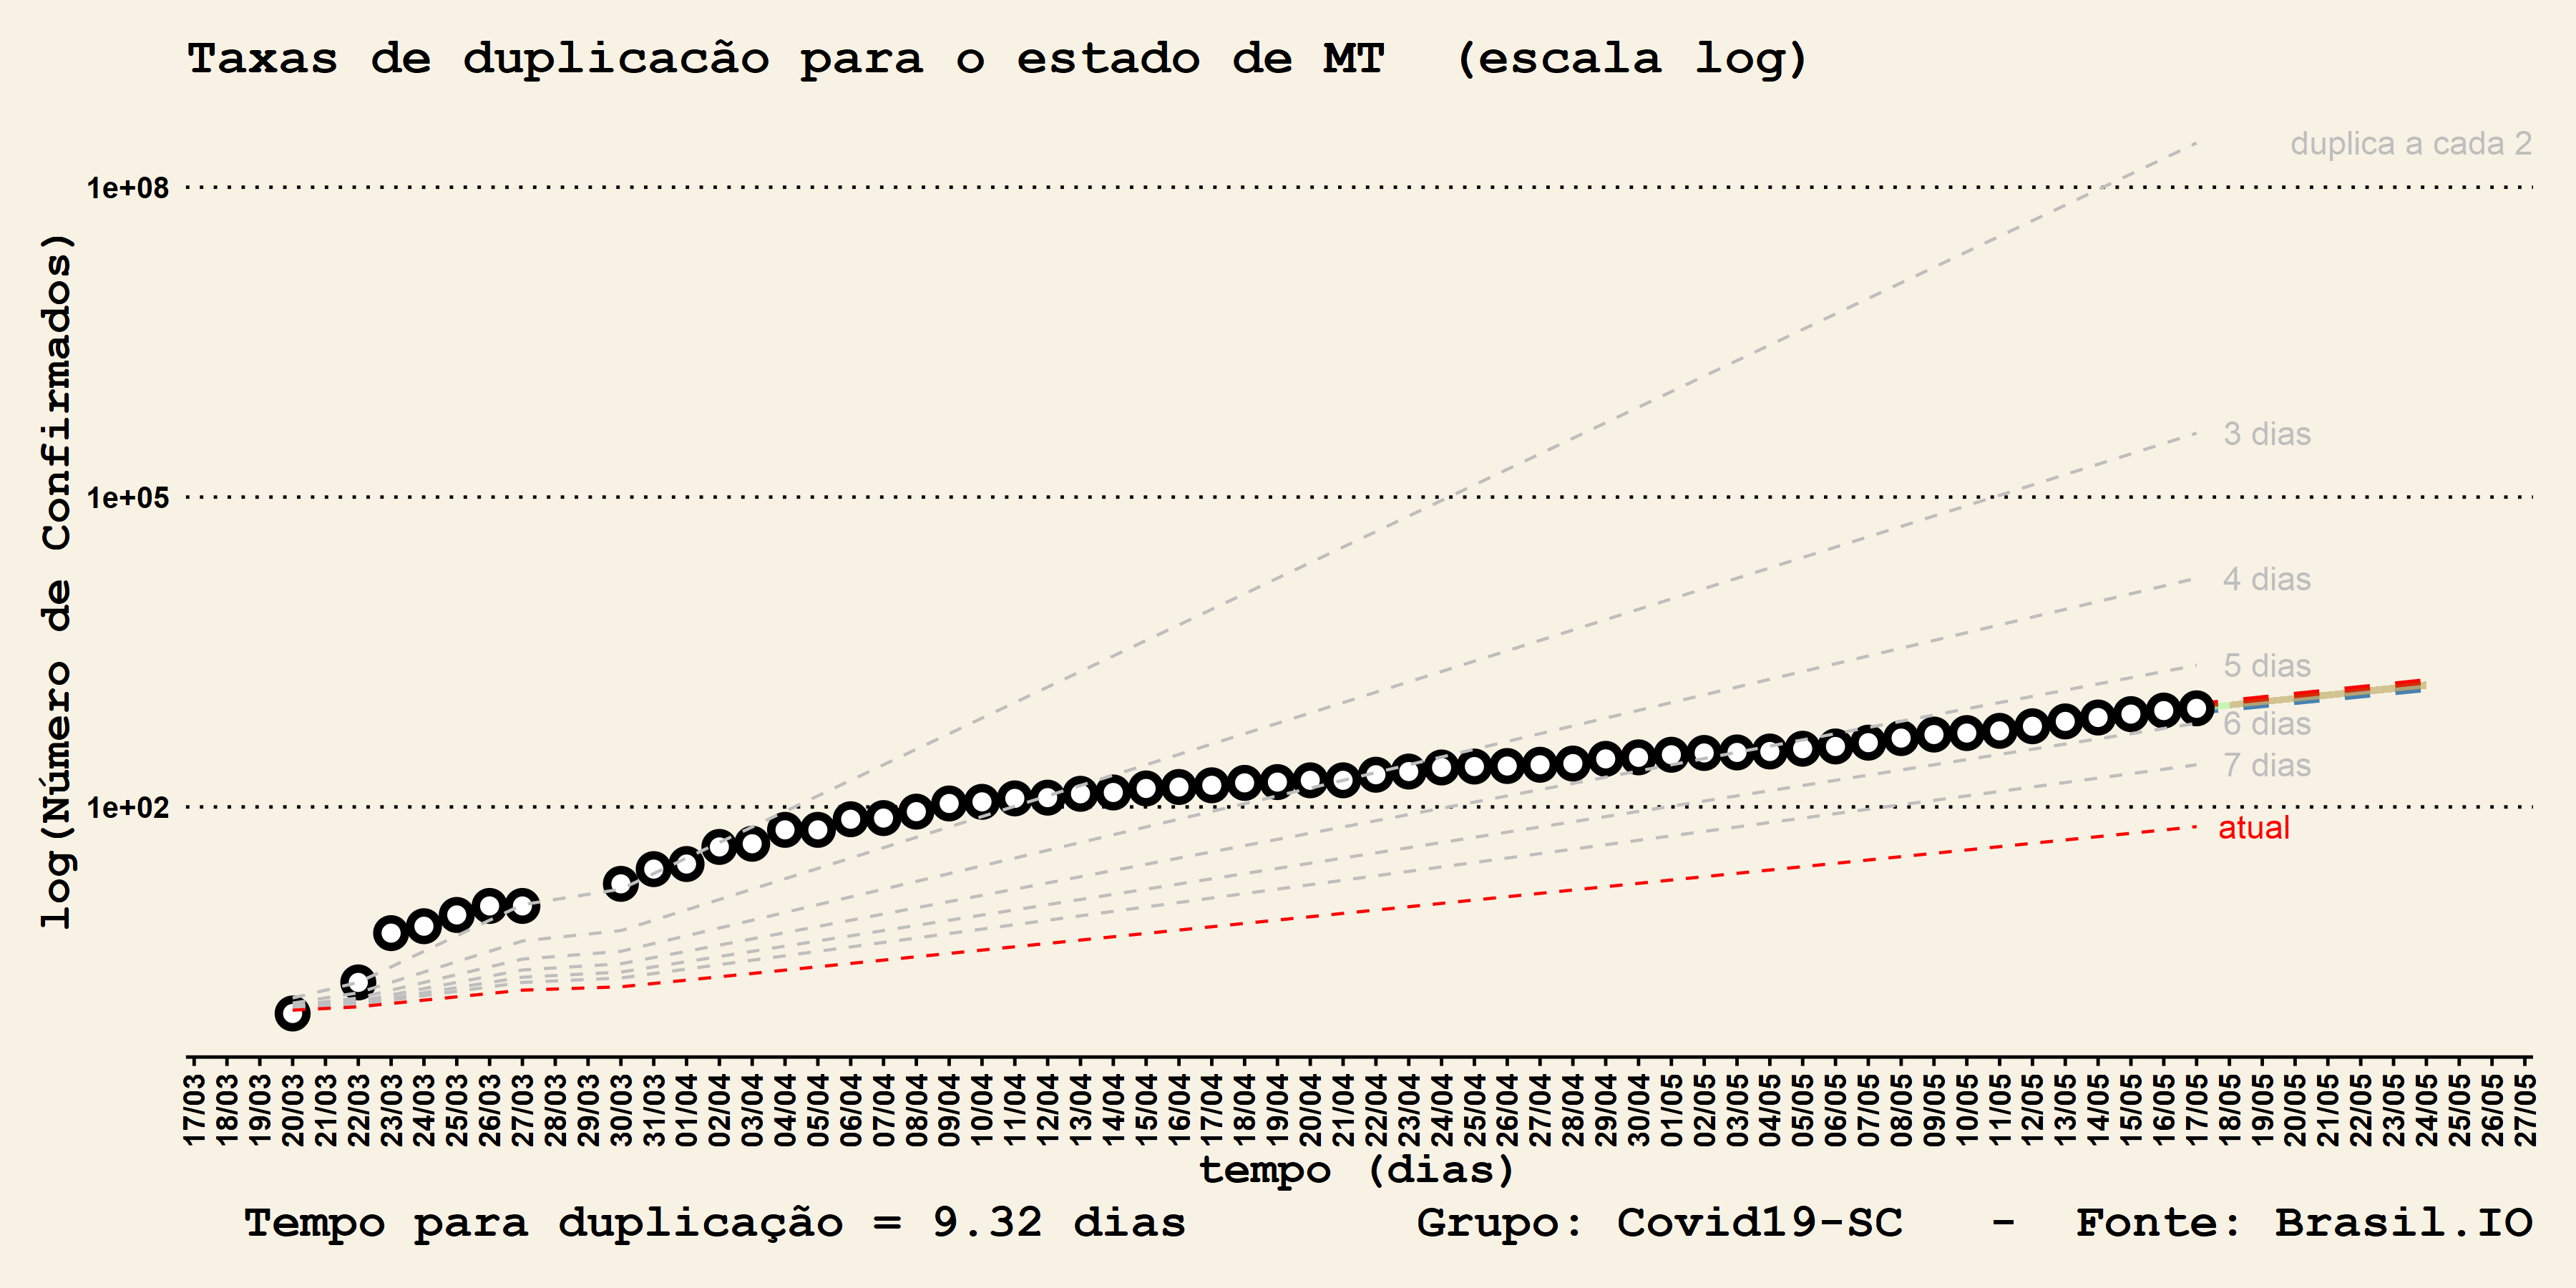 Taxas de duplicacão para o estado de MT  (escala log)
log(Número de Confirmados)
1e+08
1e+05
1e+02
duplica a cada 2
3 dias
4 dias
5 dias
6 dias
7 dias
atual
17/03 18/03 19/03 20/03 21/03 22/03 23/03 24/03 25/03 26/03 27/03 28/03 29/03 30/03 31/03 01/04 02/04 03/04 04/04 05/04 06/04 07/04 08/04 09/04 10/04 11/04 12/04 13/04 14/04 15/04 16/04 17/04 18/04 19/04 20/04 21/04 22/04 23/04 24/04 25/04 26/04 27/04 28/04 29/04 30/04 01/05 02/05 03/05 04/05 05/05 06/05 07/05 08/05 09/05 10/05 11/05 12/05 13/05 14/05 15/05 16/05 17/05 18/05 19/05 20/05 21/05 22/05 23/05 24/05 25/05 26/05 27/05
tempo (dias)
Tempo para duplicação = 9.32 dias Grupo: Covid19-SC - Fonte: Brasil.IO